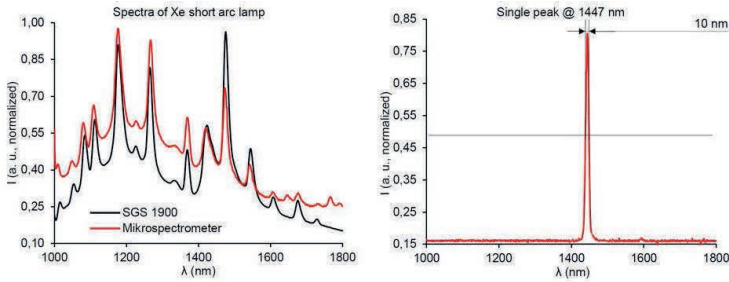 Spectra of Xe short arc lamp
1,00
0,85
0,70
0,55
0,40
0,25
0,10
I (a. u., normalized)
SGS 1900
Mikrospectrometer
1000 1200 1400 1600 1800
λ (nm)
Single peak @ 1447 nm
10 nm
0,85
0,75
0,65
0,55
0,45
0,35
0,25
0,15
I (a. u., normalized)
1000 1200 1400 1600 1800
λ (nm)